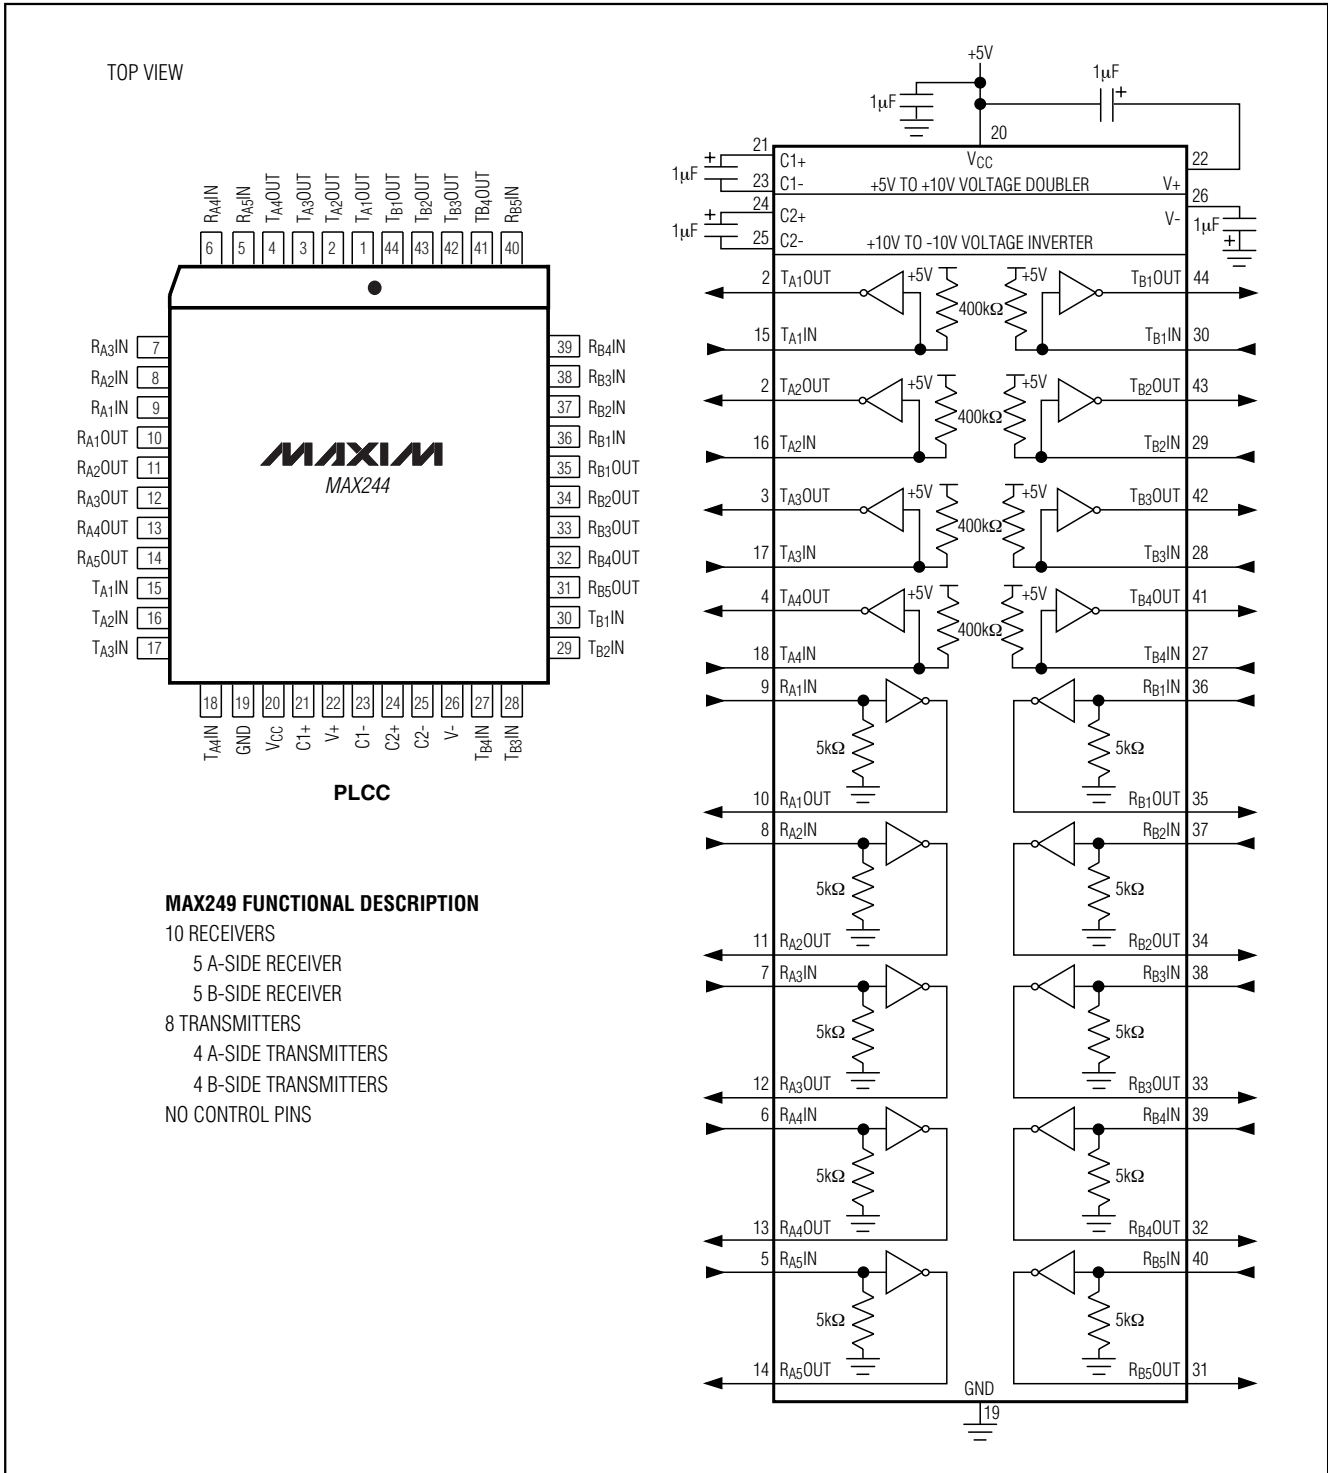 TOP VIEW
RA4IN
RA5IN
TA4OUT
TA3OUT
TA2OUT
TA1OUT
TB1OUT
TB2OUT
TB3OUT
TB4OUT
RB5IN
6 5 4 3 2 1 44 43 42 41 40
RA3IN 7
RA2IN 8
RA1IN 9
RA1OUT 10
RA2OUT 11
RA3OUT 12
RA4OUT 13
RA5OUT 14
TA1IN 15
TA2IN 16
TA3IN 17
MAXIM
MAX244
39 RB4IN
38 RB3IN
37 RB2IN
36 RB1IN
35 RB1OUT
34 RB2OUT
33 RB3OUT
32 RB4OUT
31 RB5OUT
30 TB1IN
29 TB2IN
18 19 20 21 22 23 24 25 26 27 28
TA4IN
GND
VCC
C1+
V+
C1-
C2+
C2-
V-
TB4IN
TB3IN
PLCC
MAX249 FUNCTIONAL DESCRIPTION
10 RECEIVERS
5 A-SIDE RECEIVER
5 B-SIDE RECEIVER
8 TRANSMITTERS
4 A-SIDE TRANSMITTERS
4 B-SIDE TRANSMITTERS
NO CONTROL PINS
+5V
1µF
1µF +
20
21 C1+ VCC 22
1µF +
23 C1- +5V TO +10V VOLTAGE DOUBLER V+
26
24 C2+ V-
1µF +
1µF +
25 C2- +10V TO -10V VOLTAGE INVERTER
2 TA1OUT +5V +5V TB1OUT 44
400kΩ
15 TA1IN TB1IN 30
2 TA2OUT +5V +5V TB2OUT 43
400kΩ
16 TA2IN TB2IN 29
3 TA3OUT +5V +5V TB3OUT 42
400kΩ
17 TA3IN TB3IN 28
4 TA4OUT +5V +5V TB4OUT 41
400kΩ
18 TA4IN TB4IN 27
9 RA1IN RB1IN 36
5kΩ 5kΩ
10 RA1OUT RB1OUT 35
8 RA2IN RB2IN 37
5kΩ 5kΩ
11 RA2OUT RB2OUT 34
7 RA3IN RB3IN 38
5kΩ 5kΩ
12 RA3OUT RB3OUT 33
6 RA4IN RB4IN 39
5kΩ 5kΩ
13 RA4OUT RB4OUT 32
5 RA5IN RB5IN 40
5kΩ 5kΩ
14 RA5OUT RB5OUT 31
GND
19